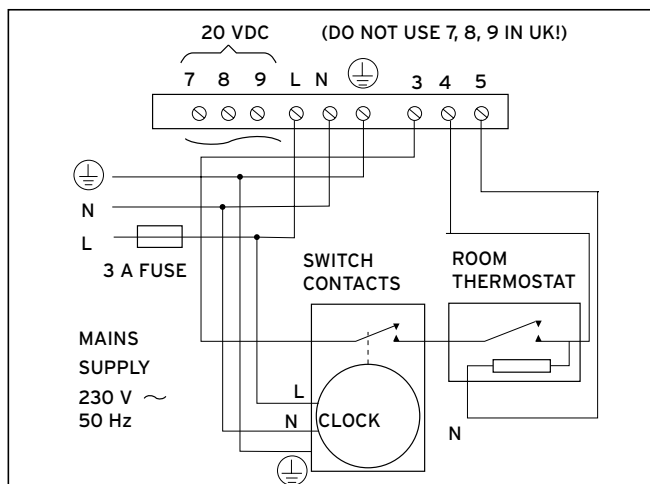 20 VDC (DO NOT USE 7, 8, 9 IN UK!)
7 8 9 L N 3 4 5
N
L
3 A FUSE
SWITCH
CONTACTS
ROOM
THERMOSTAT
MAINS
SUPPLY
230 V ~
50 Hz
L
N CLOCK
N